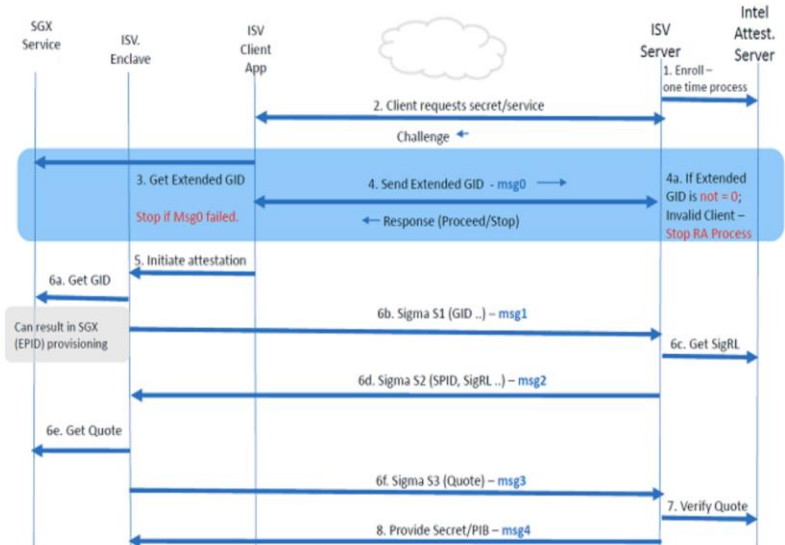 SGX
Service
ISV.
Enclave
ISV
Client
App
ISV
Server
Intel
Attest.
Server
1. Enroll –
one time process
2. Client requests secret/service
Challenge ←
3. Get Extended GID
Stop if Msg0 failed.
4. Send Extended GID - msg0 →
← Response (Proceed/Stop)
4a. If Extended
GID is not = 0;
Invalid Client –
Stop RA Process
5. Initiate attestation
6a. Get GID
Can result in SGX
(EPID) provisioning
6b. Sigma S1 (GID ..) – msg1
6c. Get SigRL
6d. Sigma S2 (SPID, SigRL ..) – msg2
6e. Get Quote
6f. Sigma S3 (Quote) – msg3
7. Verify Quote
8. Provide Secret/PIB – msg4